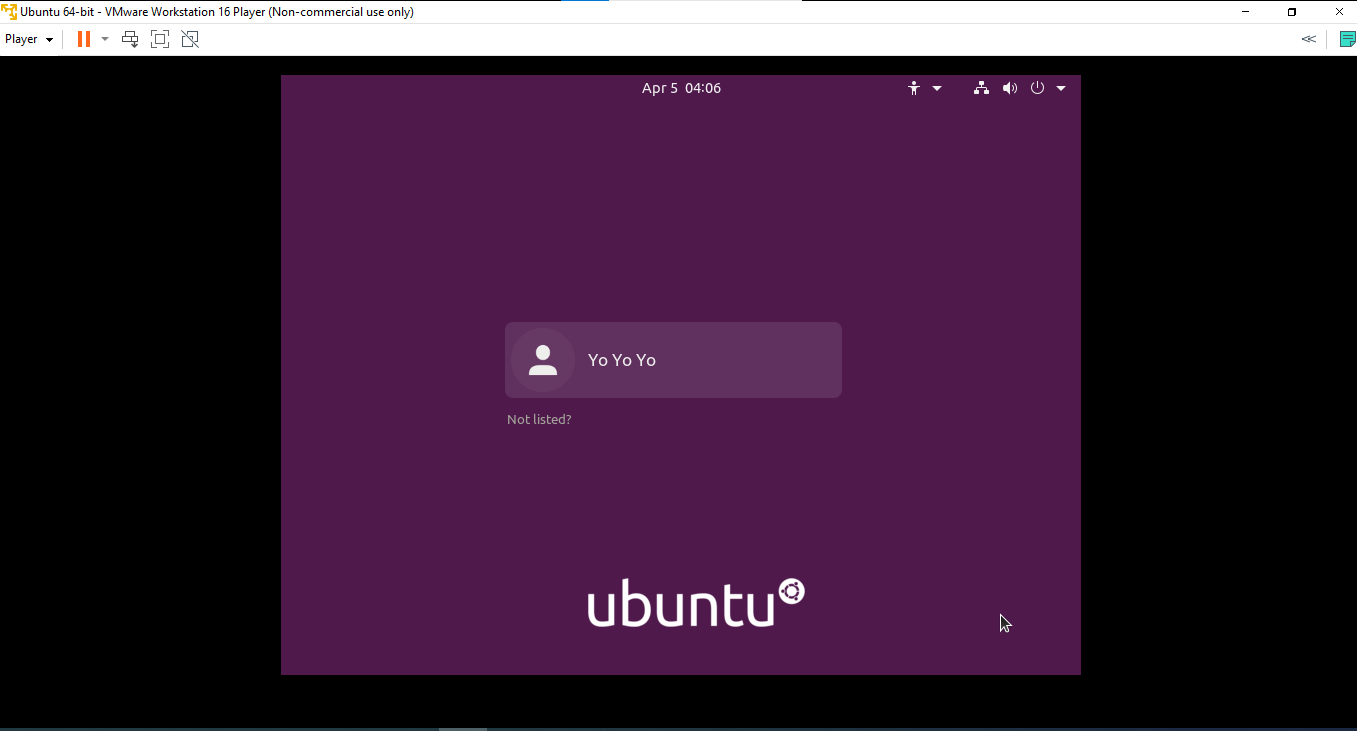 Ubuntu 64-bit - VMware Workstation 16 Player (Non-commercial use only)
Player
Apr 5 04:06
Yo Yo Yo
Not listed?
ubuntu